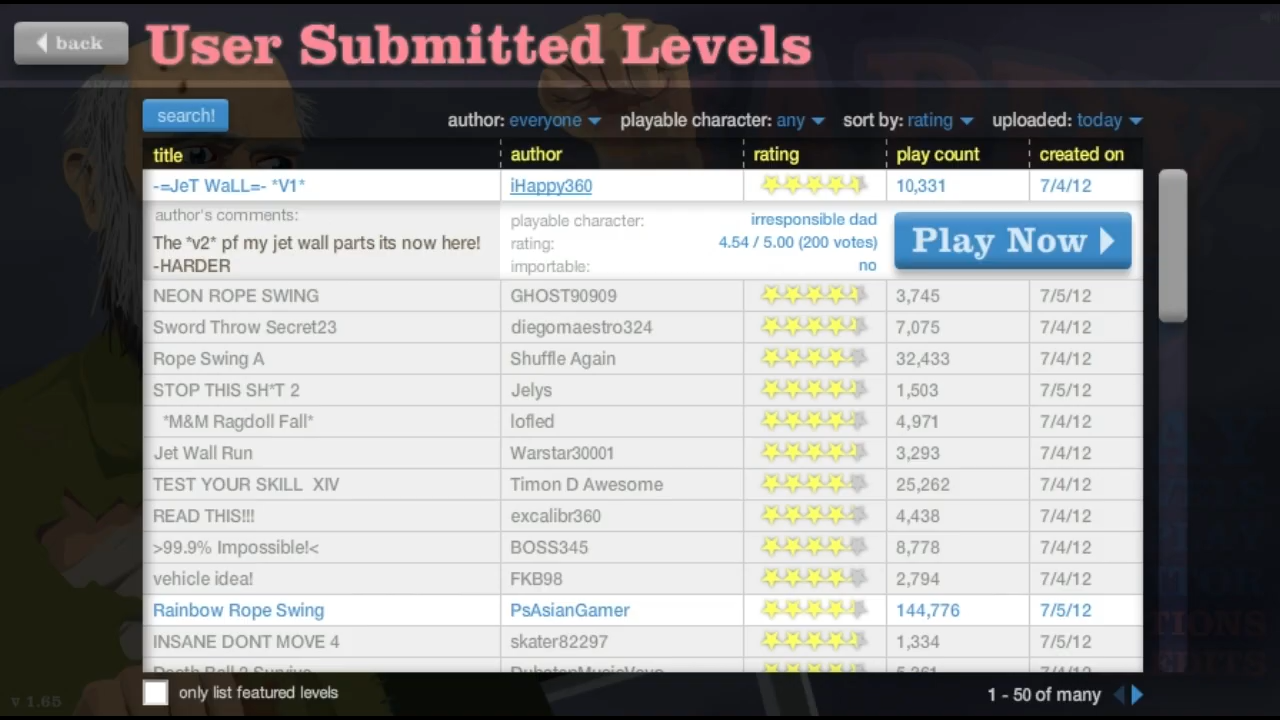 back
User Submitted Levels
search!
author: everyone playable character: any sort by: rating uploaded: today
title author rating play count created on
-=JeT WaLL=- *V1* iHappy360 10,331 7/4/12
author's comments:
The *v2* pf my jet wall parts its now here!
-HARDER
playable character: irresponsible dad
rating: 4.54 / 5.00 (200 votes)
importable: no
Play Now
NEON ROPE SWING GHOST90909 3,745 7/5/12
Sword Throw Secret23 diegomaestro324 7,075 7/4/12
Rope Swing A Shuffle Again 32,433 7/4/12
STOP THIS SH*T 2 Jelys 1,503 7/5/12
*M&M Ragdoll Fall* lofled 4,971 7/4/12
Jet Wall Run Warstar30001 3,293 7/4/12
TEST YOUR SKILL XIV Timon D Awesome 25,262 7/4/12
READ THIS!!! excalibr360 4,438 7/4/12
>99.9% Impossible!< BOSS345 8,778 7/4/12
vehicle idea! FKB98 2,794 7/4/12
Rainbow Rope Swing PsAsianGamer 144,776 7/5/12
INSANE DONT MOVE 4 skater82297 1,334 7/5/12
only list featured levels
1 - 50 of many
v 1.65